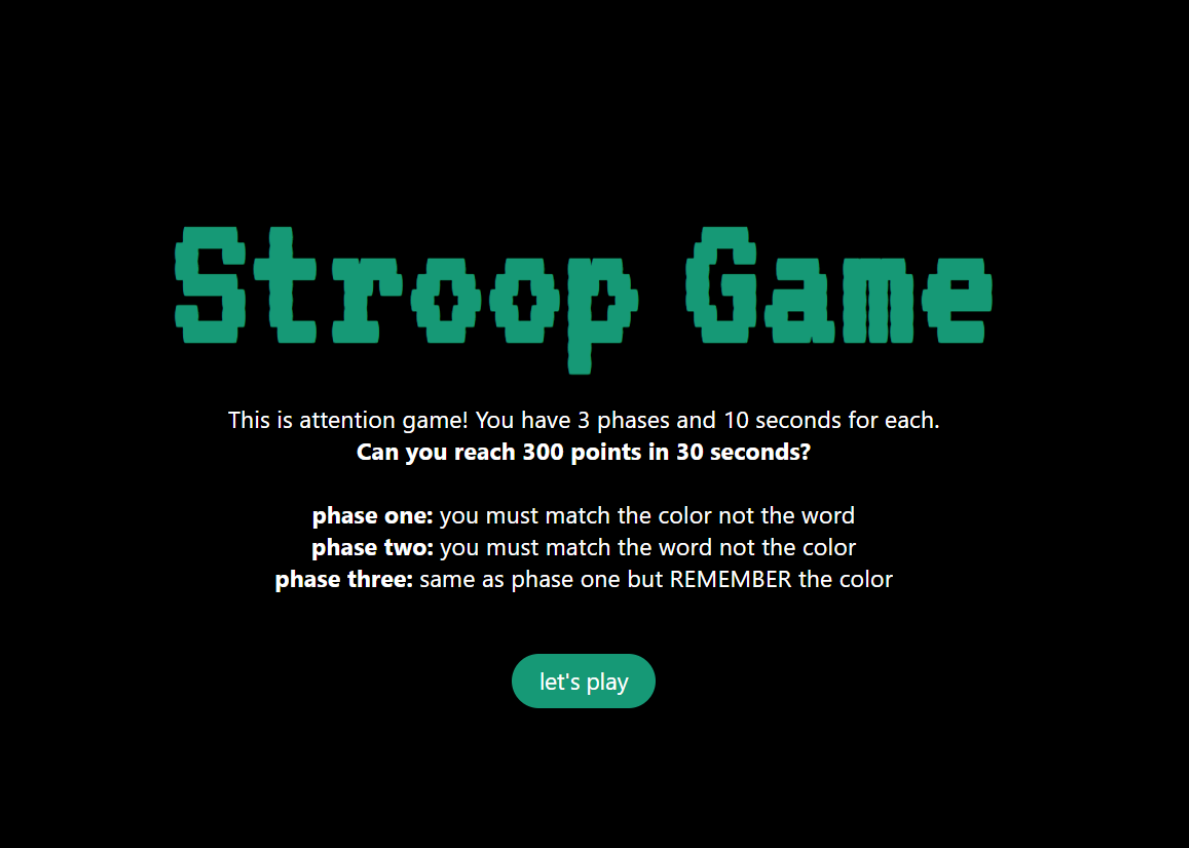 Stroop Game
This is attention game! You have 3 phases and 10 seconds for each.
Can you reach 300 points in 30 seconds?
phase one: you must match the color not the word
phase two: you must match the word not the color
phase three: same as phase one but REMEMBER the color
let's play